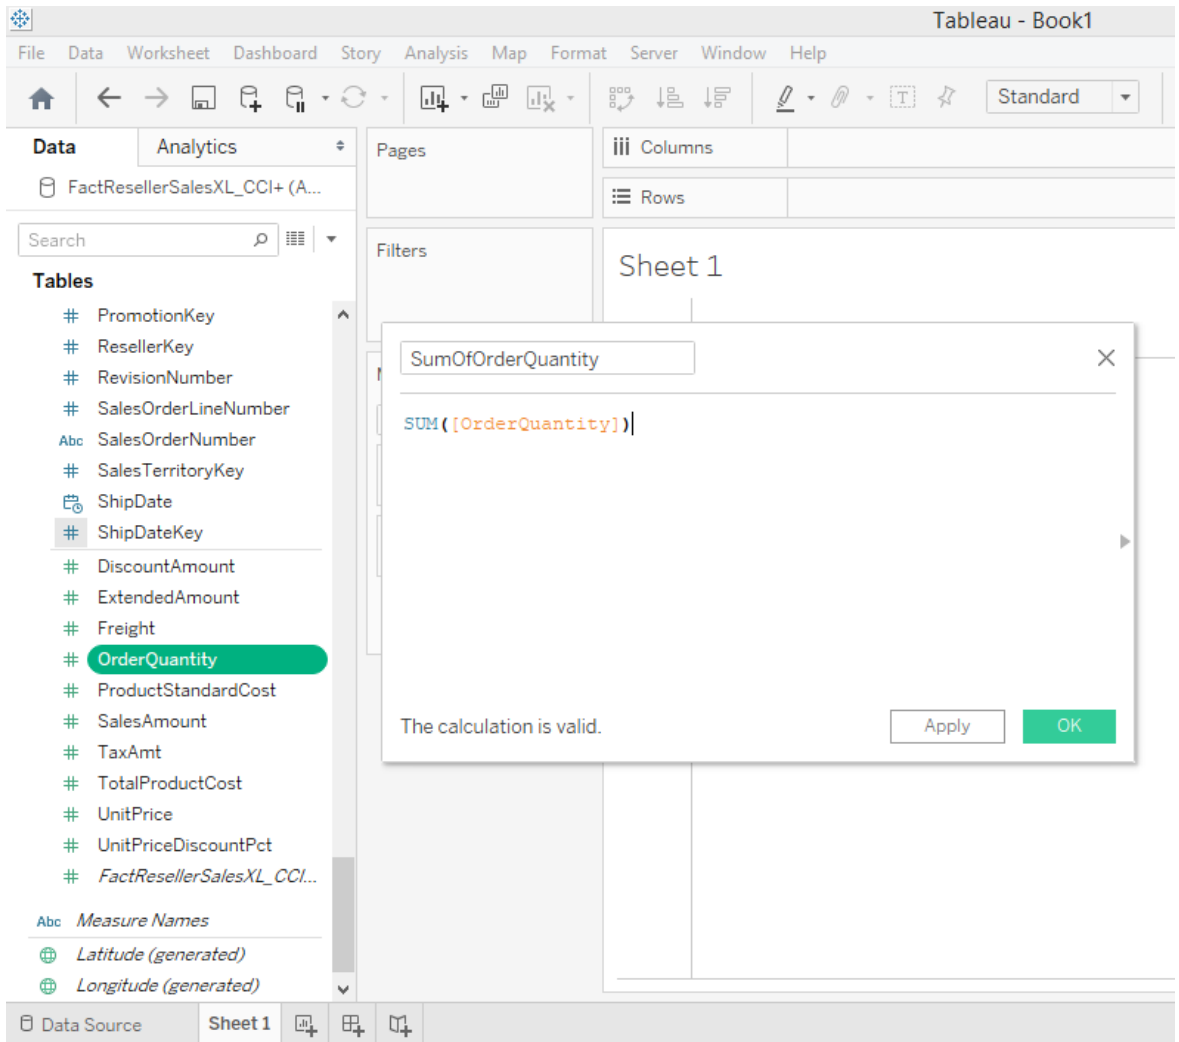 Tableau - Book1
File Data Worksheet Dashboard Story Analysis Map Format Server Window Help
Standard
Data Analytics
FactResellerSalesXL_CCI+ (A...
Search
Tables
# PromotionKey
# ResellerKey
# RevisionNumber
# SalesOrderLineNumber
Abc SalesOrderNumber
# SalesTerritoryKey
ShipDate
# ShipDateKey
# DiscountAmount
# ExtendedAmount
# Freight
# OrderQuantity
# ProductStandardCost
# SalesAmount
# TaxAmt
# TotalProductCost
# UnitPrice
# UnitPriceDiscountPct
# FactResellerSalesXL_CCI...
Abc Measure Names
Latitude (generated)
Longitude (generated)
Pages
Filters
Columns
Rows
Sheet 1
SumOfOrderQuantity
SUM([OrderQuantity])
The calculation is valid.
Apply OK
Data Source Sheet 1